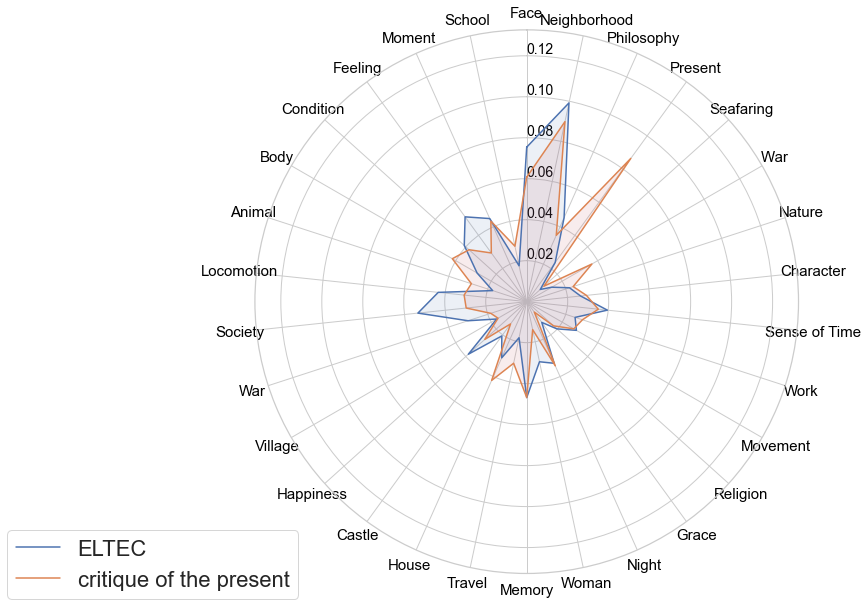 Face
Neighborhood
Philosophy
Present
Seafaring
War
Nature
Character
Sense of Time
Work
Movement
Religion
Grace
Night
Woman
Memory
Travel
House
Castle
Happiness
Village
War
Society
Locomotion
Animal
Body
Condition
Feeling
Moment
School
0.12
0.10
0.08
0.06
0.04
0.02
ELTEC
critique of the present